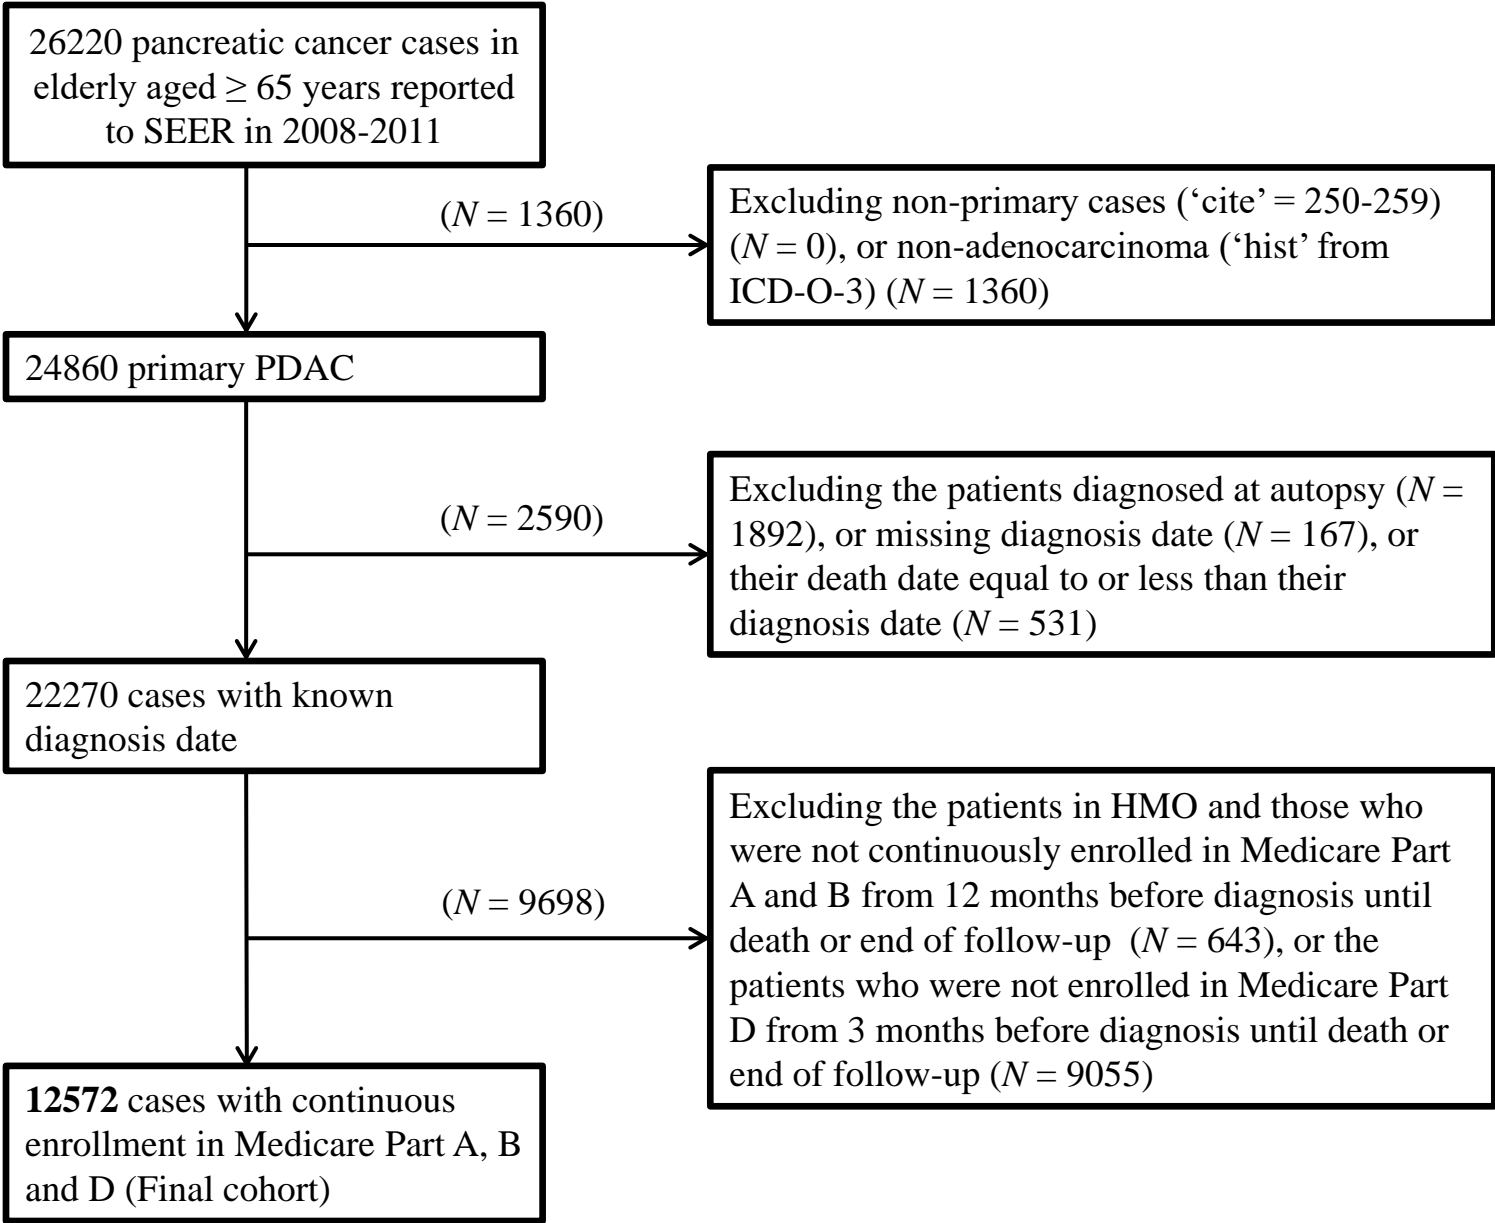 26220 pancreatic cancer cases in
elderly aged ≥ 65 years reported
to SEER in 2008-2011
(N = 1360)
Excluding non-primary cases (‘cite’ = 250-259)
(N = 0), or non-adenocarcinoma (‘hist’ from
ICD-O-3) (N = 1360)
24860 primary PDAC
(N = 2590)
Excluding the patients diagnosed at autopsy (N =
1892), or missing diagnosis date (N = 167), or
their death date equal to or less than their
diagnosis date (N = 531)
22270 cases with known
diagnosis date
(N = 9698)
Excluding the patients in HMO and those who
were not continuously enrolled in Medicare Part
A and B from 12 months before diagnosis until
death or end of follow-up (N = 643), or the
patients who were not enrolled in Medicare Part
D from 3 months before diagnosis until death or
end of follow-up (N = 9055)
12572 cases with continuous
enrollment in Medicare Part A, B
and D (Final cohort)